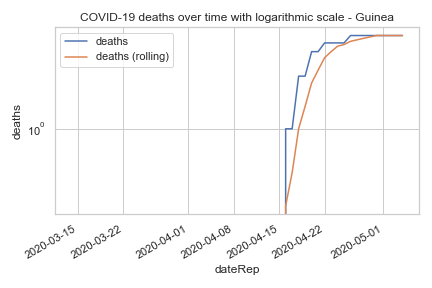 COVID-19 deaths over time with logarithmic scale - Guinea
deaths
deaths (rolling)
deaths
10⁰
2020-03-15
2020-03-22
2020-04-01
2020-04-08
2020-04-15
2020-04-22
2020-05-01
dateRep